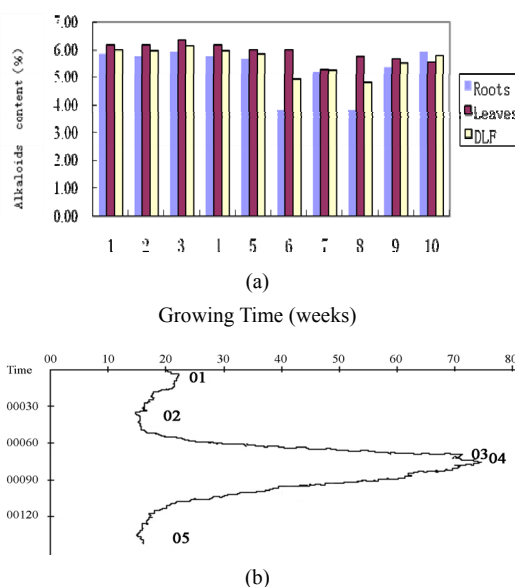 7.00
6.00
5.00
4.00
3.00
2.00
1.00
0.00
Alkaloids content (%)
Roots
Leaves
DLF
1 2 3 4 5 6 7 8 9 10
(a)
Growing Time (weeks)
00 10 20 30 40 50 60 70 80
Time
01
00030
02
00060
03 04
00090
00120
05
(b)